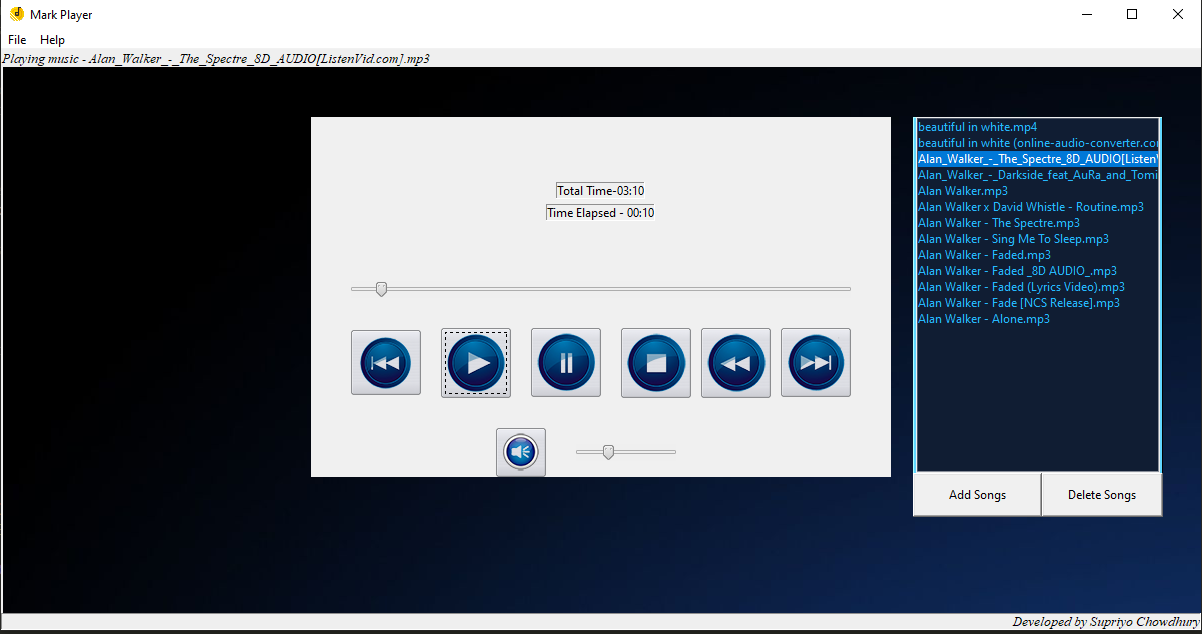 Mark Player
File Help
Playing music - Alan_Walker_-_The_Spectre_8D_AUDIO[ListenVid.com].mp3
Total Time-03:10
Time Elapsed - 00:10
beautiful in white.mp4
beautiful in white (online-audio-converter.co
Alan_Walker_-_The_Spectre_8D_AUDIO[Listen
Alan_Walker_-_Darkside_feat_AuRa_and_Tomi
Alan Walker.mp3
Alan Walker x David Whistle - Routine.mp3
Alan Walker - The Spectre.mp3
Alan Walker - Sing Me To Sleep.mp3
Alan Walker - Faded.mp3
Alan Walker - Faded _8D AUDIO_.mp3
Alan Walker - Faded (Lyrics Video).mp3
Alan Walker - Fade [NCS Release].mp3
Alan Walker - Alone.mp3
Add Songs Delete Songs
Developed by Supriyo Chowdhury